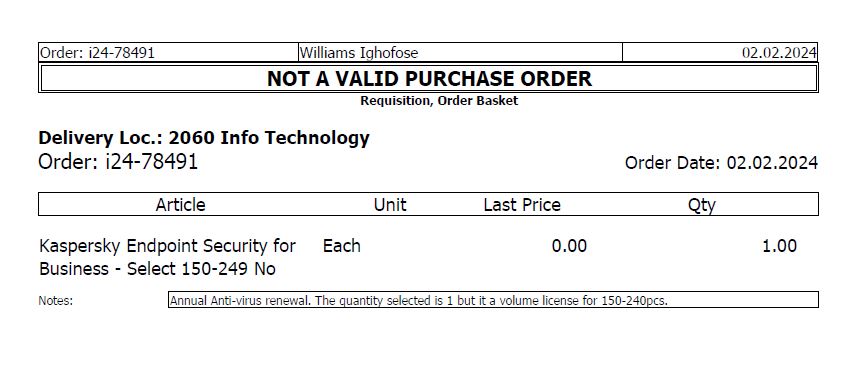 Order: i24-78491 Williams Ighofose 02.02.2024
NOT A VALID PURCHASE ORDER
Requisition, Order Basket
Delivery Loc.: 2060 Info Technology
Order: i24-78491 Order Date: 02.02.2024
Article Unit Last Price Qty
Kaspersky Endpoint Security for Each 0.00 1.00
Business - Select 150-249 No
Notes: Annual Anti-virus renewal. The quantity selected is 1 but it a volume license for 150-240pcs.